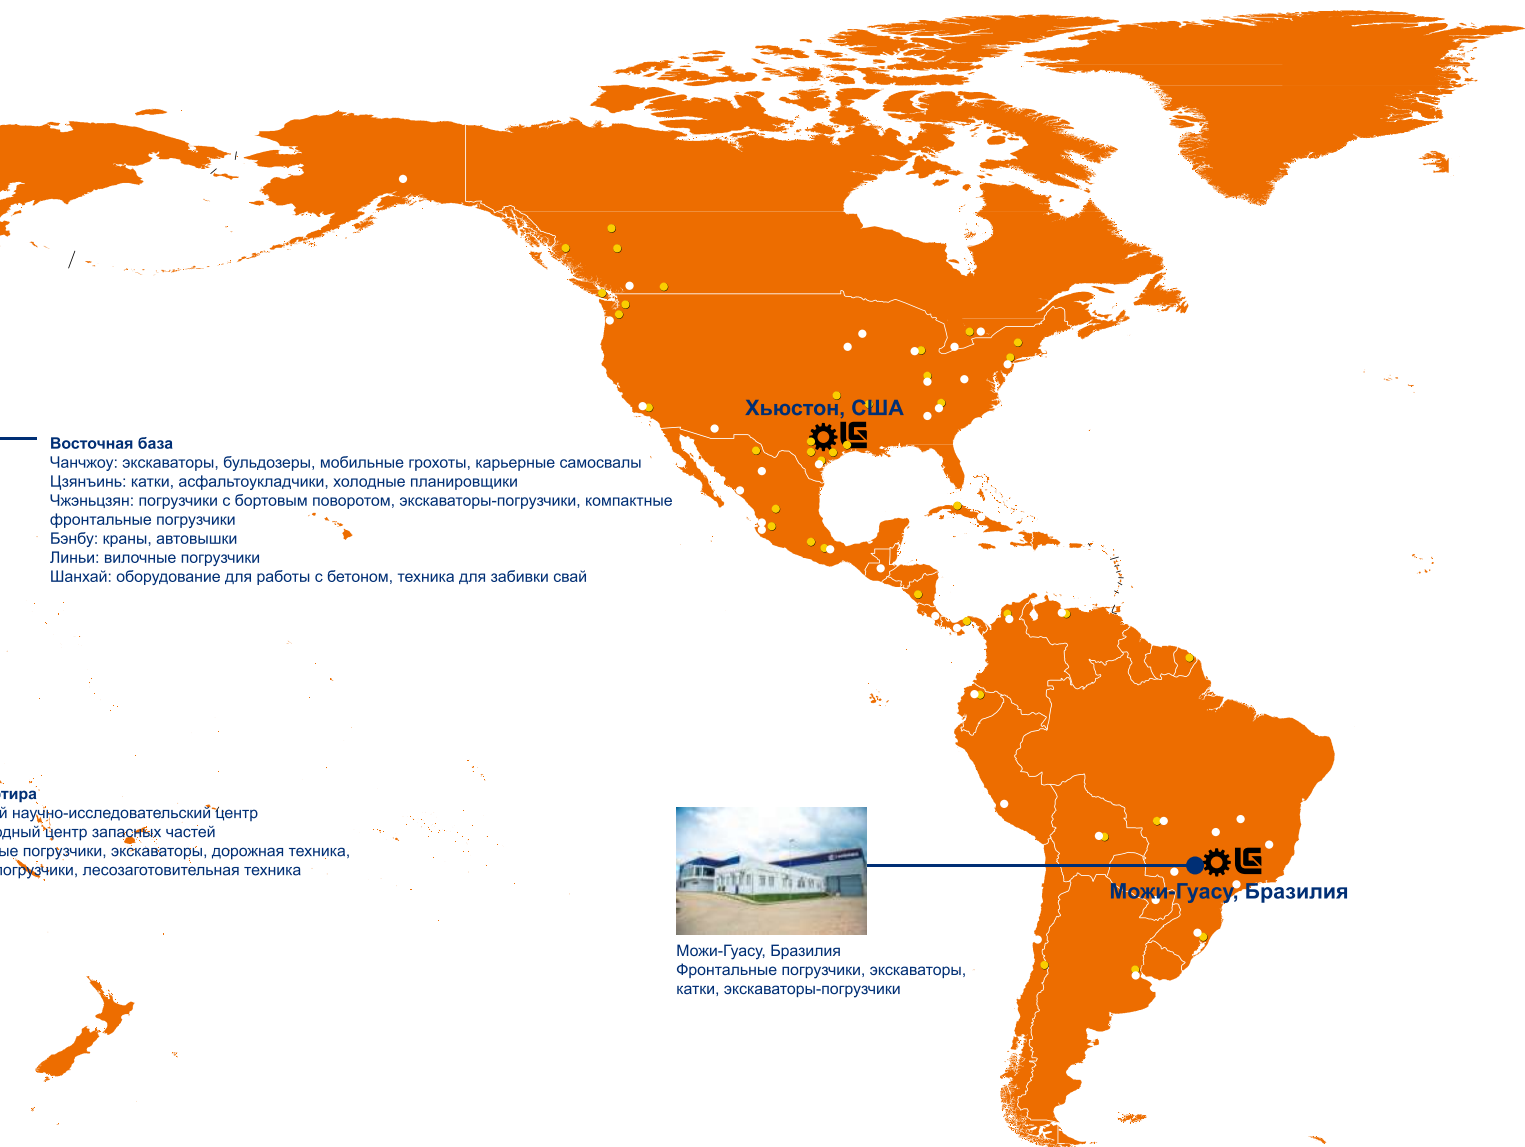 Хьюстон, США
Восточная база
Чанчжоу: экскаваторы, бульдозеры, мобильные грохоты, карьерные самосвалы
Цзянъинь: катки, асфальтоукладчики, холодные планировщики
Чжэньцзян: погрузчики с бортовым поворотом, экскаваторы-погрузчики, компактные
фронтальные погрузчики
Бэнбу: краны, автовышки
Линьи: вилочные погрузчики
Шанхай: оборудование для работы с бетоном, техника для забивки свай
ртира
й научно-исследовательский центр
одный центр запасных частей
ые погрузчики, экскаваторы, дорожная техника,
погрузчики, лесозаготовительная техника
Можи-Гуасу, Бразилия
Можи-Гуасу, Бразилия
Фронтальные погрузчики, экскаваторы,
катки, экскаваторы-погрузчики